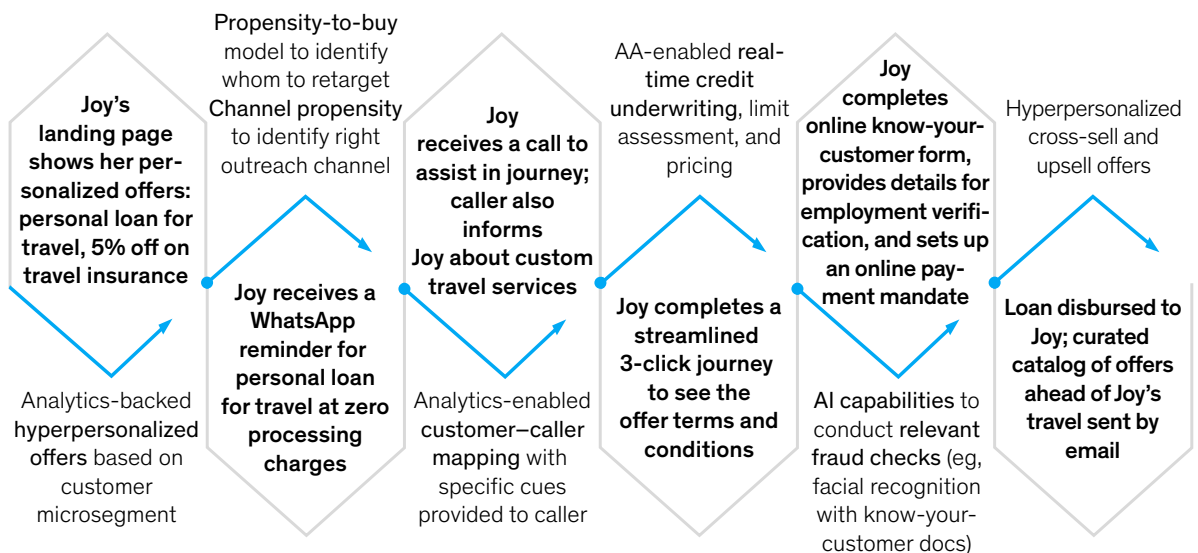 Joy’s
landing page
shows her per-
sonalized offers:
personal loan for
travel, 5% off on
travel insurance
Analytics-backed
hyperpersonalized
offers based on
customer
microsegment
Propensity-to-buy
model to identify
whom to retarget
Channel propensity
to identify right
outreach channel
Joy receives a
WhatsApp
reminder for
personal loan
for travel at zero
processing
charges
Joy
receives a call to
assist in journey;
caller also
informs
Joy about custom
travel services
Analytics-enabled
customer–caller
mapping with
specific cues
provided to caller
AA-enabled real-
time credit
underwriting, limit
assessment, and
pricing
Joy completes a
streamlined
3-click journey
to see the
offer terms and
conditions
Joy
completes
online know-your-
customer form,
provides details for
employment verifi-
cation, and sets up
an online pay-
ment mandate
AI capabilities to
conduct relevant
fraud checks (eg,
facial recognition
with know-your-
customer docs)
Hyperpersonalized
cross-sell and
upsell offers
Loan disbursed to
Joy; curated
catalog of offers
ahead of Joy’s
travel sent by
email